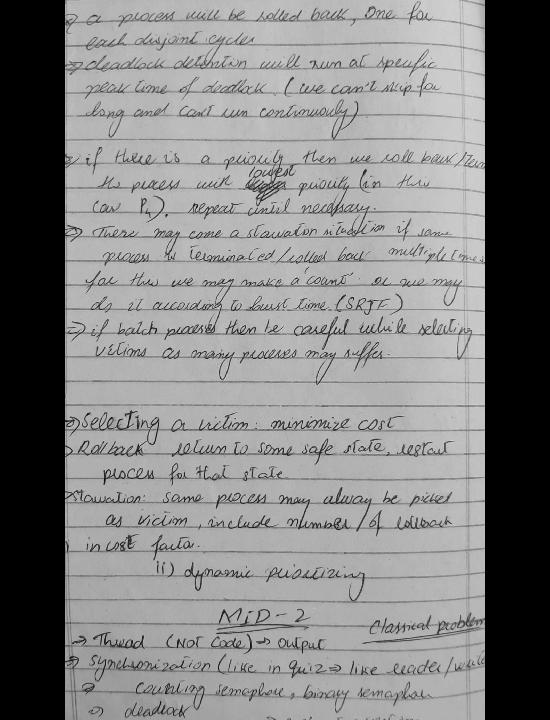 ⇒ a process will be rolled back, one for
each disjoint cycle
⇒ deadlock detention will run at specific
peak time of deadlock. (we can't skip for
long and can't run continuously)
⇒ if there is a priority then we roll back/
the process with lowest priority (in this
case P4), repeat until necessary.
⇒ There may come a starvation situation if same
process is terminated/rolled back multiple times
for this we may make a count. or we may
do it according to burst time. (SRJF)
⇒ if batch process then be careful while selecting
victims as many processes may suffer.
⇒ Selecting a victim: minimize cost
⇒ Rollback return to some safe state, restart
process for that state
⇒ Starvation: same process may always be picked
as victim, include number of rollback
i) in cost factor.
ii) dynamic prioritizing
MID-2
Classical problem
⇒ Thread (NOT Code) ⇒ output
⇒ Synchronization (like in quiz ⇒ like reader/
⇒ counting semaphore, binary semaphore
⇒ deadlock